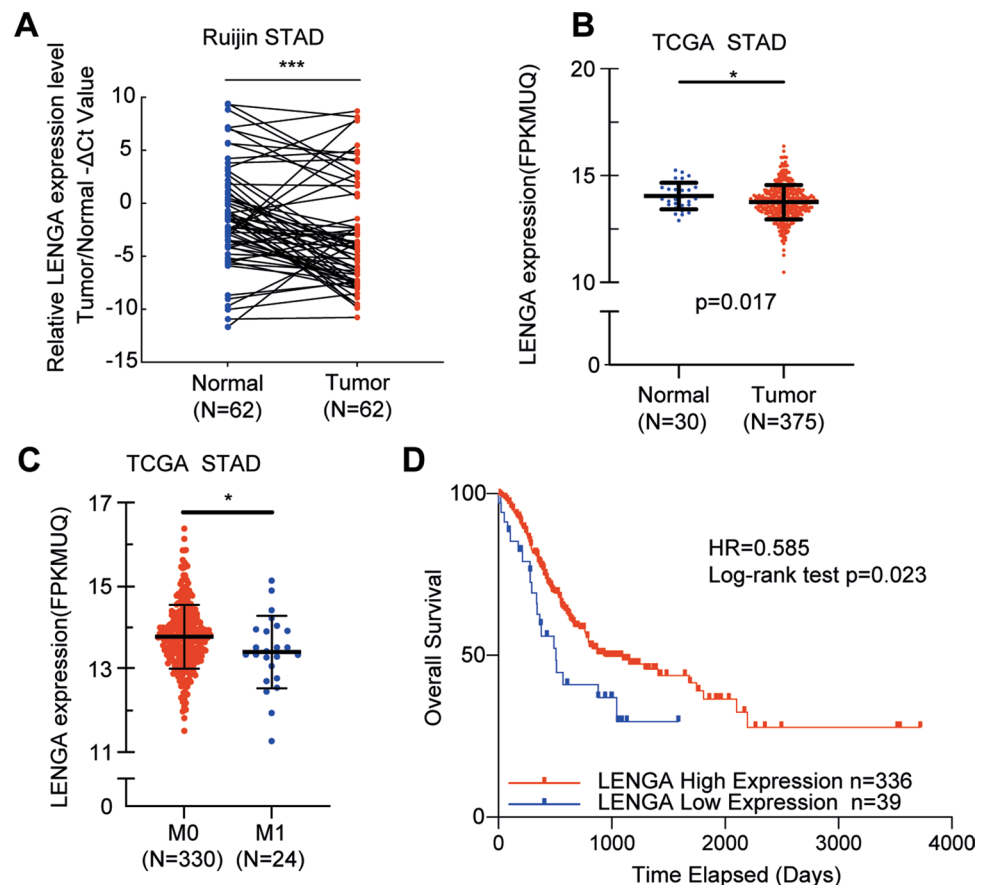 A
Ruijin STAD
***
Relative LENGA expression level
Tumor/Normal -ΔCt Value
10
5
0
-5
-10
-15
Normal
(N=62)
Tumor
(N=62)
B
TCGA STAD
*
LENGA expression(FPKMUQ)
20
15
10
0
p=0.017
Normal
(N=30)
Tumor
(N=375)
C
TCGA STAD
*
LENGA expression(FPKMUQ)
17
15
13
11
0
M0
(N=330)
M1
(N=24)
D
Overall Survival
100
50
0
HR=0.585
Log-rank test p=0.023
LENGA High Expression n=336
LENGA Low Expression n=39
0
1000
2000
3000
4000
Time Elapsed (Days)